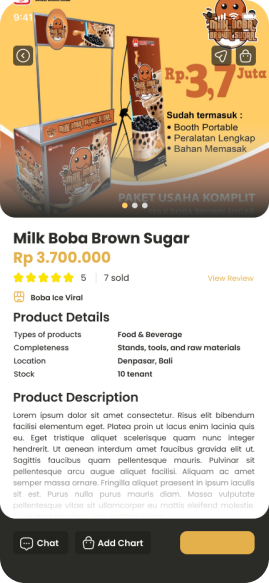 9:41
MILK BOBA
BROWN SUGAR
Rp.3,7 Juta
Sudah termasuk :
• Booth Portable
• Peralatan Lengkap
• Bahan Memasak
PAKET USAHA KOMPLIT
Milk Boba Brown Sugar
Rp 3.700.000
5
7 sold
View Review
Boba Ice Viral
Product Details
Types of products Food & Beverage
Completeness Stands, tools, and raw materials
Location Denpasar, Bali
Stock 10 tenant
Product Description
Lorem ipsum dolor sit amet consectetur. Risus elit bibendum
facilisi elementum eget. Platea proin ut lacus enim lacinia quis
eu. Eget tristique aliquet scelerisque quam nunc integer
hendrerit. Ut aenean interdum amet faucibus gravida elit ut.
Sagittis faucibus quam pellentesque mauris. Pulvinar sit
pellentesque arcu augue aliquet facilisi. Aliquam ac amet
semper massa ornare. Fringilla aliquet praesent in ipsum iaculis
sit est. Purus nulla purus mauris diam. Massa vulputate
pellentesque vitae sit ullamcorper eu mattis eleifend molestie
Chat
Add Chart